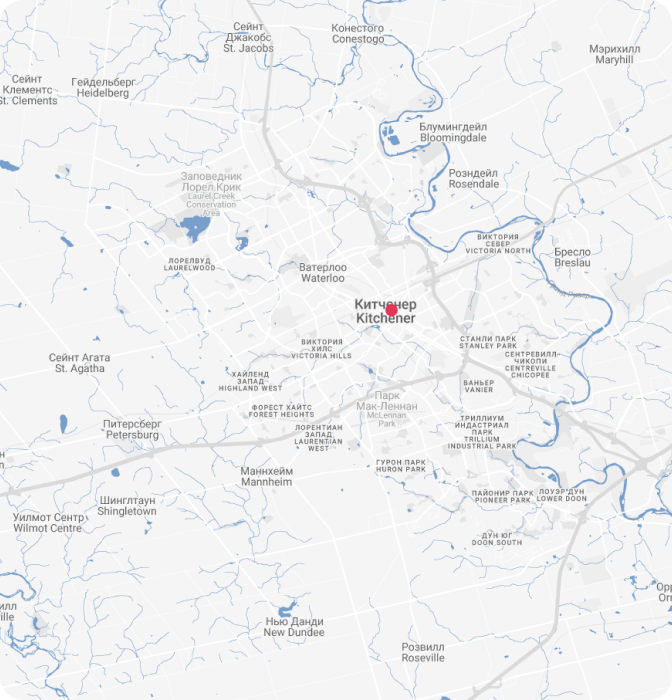 Сейнт
Джакобс
St. Jacobs
Конестого
Conestogo
Мэрихилл
Maryhill
Сейнт
Клементс
St. Clements
Гейдельберг
Heidelberg
Блумингдейл
Bloomingdale
Розндейл
Rosendale
Заповедник
Лорел Крик
Laurel Creek
Conservation
Area
ВИКТОРИЯ
СЕВЕР
VICTORIA NORTH
Бресло
Breslau
ЛОРЕЛВУД
LAURELWOOD
Ватерлоо
Waterloo
Китченер
Kitchener
ВИКТОРИЯ
ХИЛС
VICTORIA HILLS
СТАНЛИ ПАРК
STANLEY PARK
СЕНТРЕВИЛЛ-
ЧИКОПИ
CENTREVILLE
CHICOPEE
Сейнт Агата
St. Agatha
ХАЙЛЕНД
ЗАПАД
HIGHLAND WEST
ВАНЬЕР
VANIER
Парк
Мак-Леннан
McLennan
Park
ФОРЕСТ ХАЙТС
FOREST HEIGHTS
Питерсберг
Petersburg
ЛОРЕНТИАН
ЗАПАД
LAURENTIAN
WEST
ТРИЛЛИУМ
ИНДАСТРИАЛ
ПАРК
TRILLIUM
INDUSTRIAL PARK
Маннхейм
Mannheim
ГУРОН ПАРК
HURON PARK
ПАЙОНИР ПАРК
PIONEER PARK
ЛОУЭР ДУН
LOWER DOON
Шинглтаун
Shingletown
Уилмот Сентр
Wilmot Centre
ДУН ЮГ
DOON SOUTH
Нью Данди
New Dundee
Розвилл
Roseville